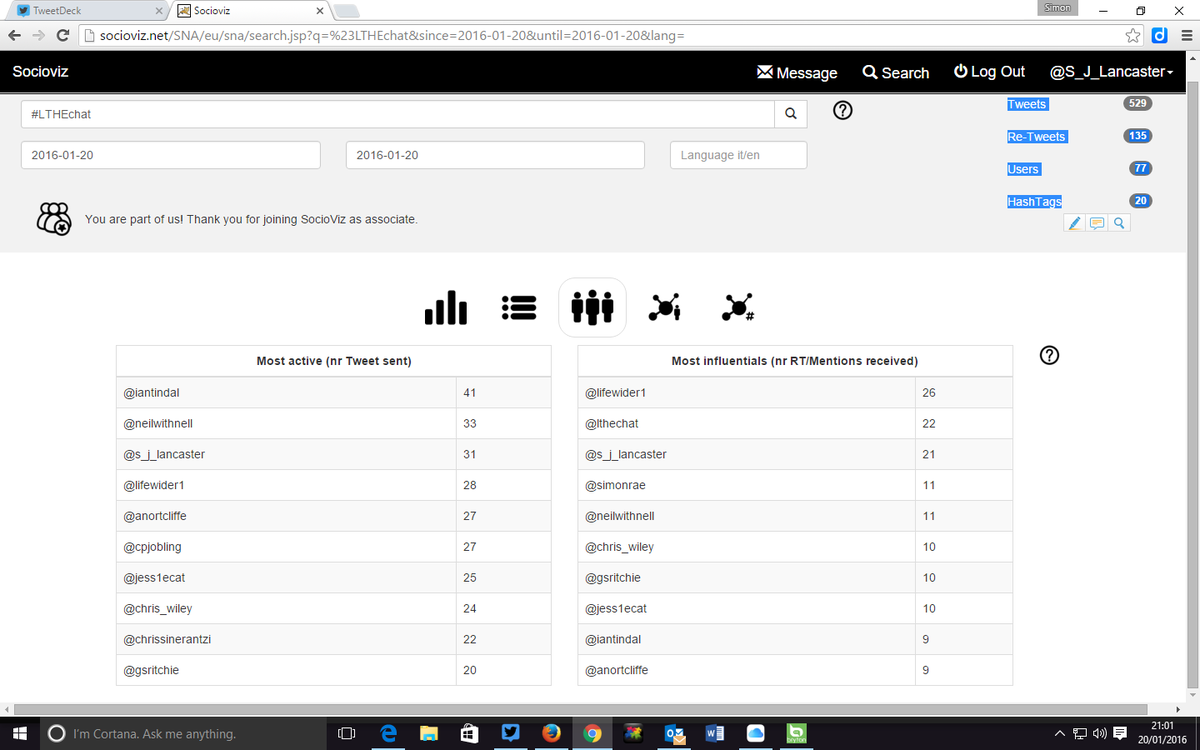 TweetDeck
Socioviz
Simon
socioviz.net/SNA/eu/sna/search.jsp?q=%23LTHEchat&since=2016-01-20&until=2016-01-20&lang=
Socioviz Message Search Log Out @S_J_Lancaster
#LTHEchat
Tweets 529
2016-01-20 2016-01-20 Language it/en
Re-Tweets 135
Users 77
HashTags 20
You are part of us! Thank you for joining SocioViz as associate.
Most active (nr Tweet sent) Most influentials (nr RT/Mentions received)
@iantindal 41 @lifewider1 26
@neilwithnell 33 @lthechat 22
@s_j_lancaster 31 @s_j_lancaster 21
@lifewider1 28 @simonrae 11
@anortcliffe 27 @neilwithnell 11
@cpjobling 27 @chris_wiley 10
@jess1ecat 25 @gsritchie 10
@chris_wiley 24 @jess1ecat 10
@chrissinerantzi 22 @iantindal 9
@gsritchie 20 @anortcliffe 9
I'm Cortana. Ask me anything.
21:01
20/01/2016